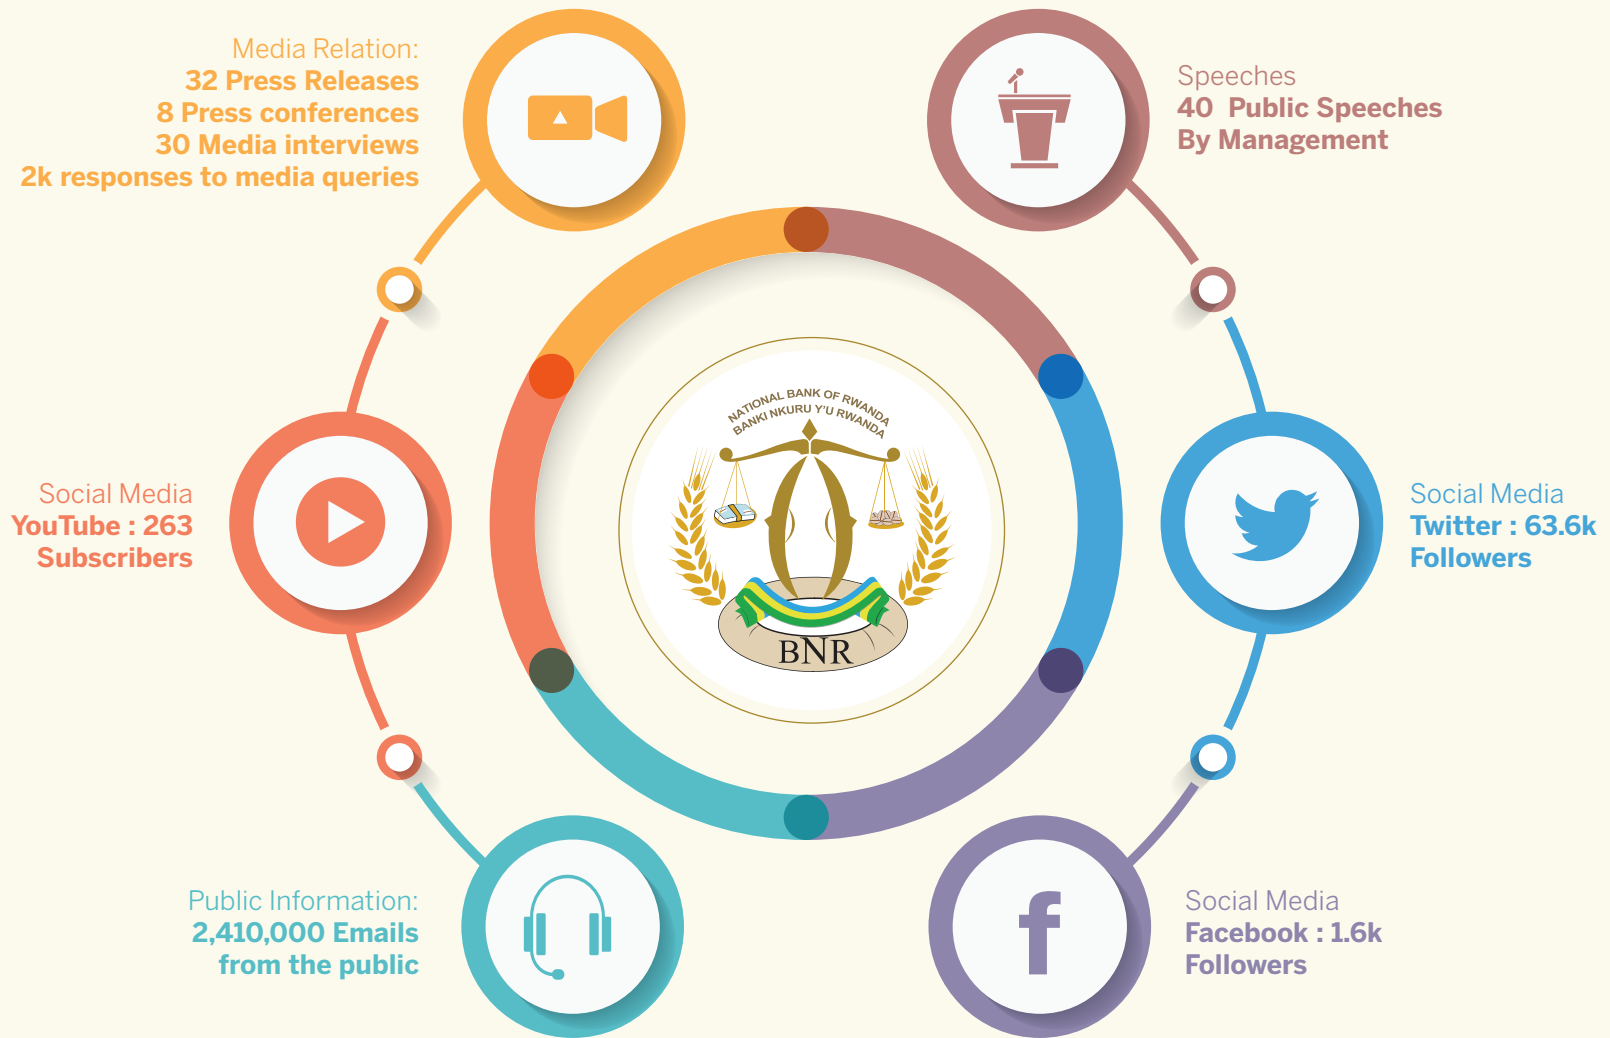 Media Relation:
32 Press Releases
8 Press conferences
30 Media interviews
2k responses to media queries
Speeches
40 Public Speeches
By Management
NATIONAL BANK OF RWANDA
BANKI NKURU Y'U RWANDA
BNR
Social Media
YouTube : 263
Subscribers
Social Media
Twitter : 63.6k
Followers
Public Information:
2,410,000 Emails
from the public
f
Social Media
Facebook : 1.6k
Followers